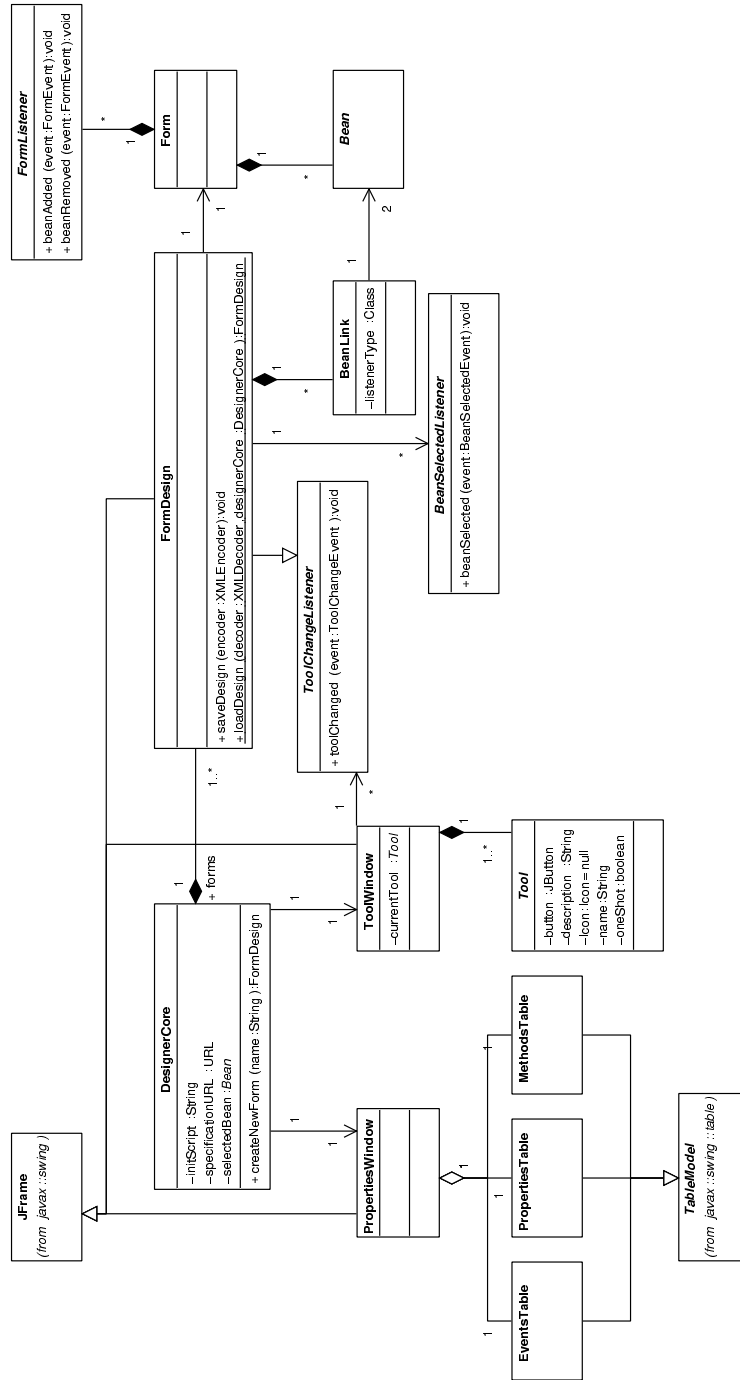 JFrame
(from javax::swing)
DesignerCore
-initScript :String
-specificationURL :URL
-selectedBean :Bean
+ createNewForm (name :String ):FormDesign
1
+ forms
1..*
FormDesign
+ saveDesign (encoder :XMLEncoder):void
+ loadDesign (decoder :XMLDecoder ,designerCore :DesignerCore ):FormDesign
1
1
Form
1
*
FormListener
+ beanAdded (event :FormEvent ):void
+ beanRemoved (event :FormEvent ):void
1
*
Bean
1
2
BeanLink
-listenerType :Class
1
*
1
*
BeanSelectedListener
+ beanSelected (event :BeanSelectedEvent) :void
ToolChangeListener
+ toolChanged (event :ToolChangeEvent ):void
1
*
ToolWindow
-currentTool :Tool
1
1
1
1..*
Tool
-button :JButton
-description :String
-Icon:Icon=null
-name :String
-oneShot :boolean
1
1
PropertiesWindow
1
1
1
1
EventsTable
PropertiesTable
MethodsTable
TableModel
(from javax::swing::table)